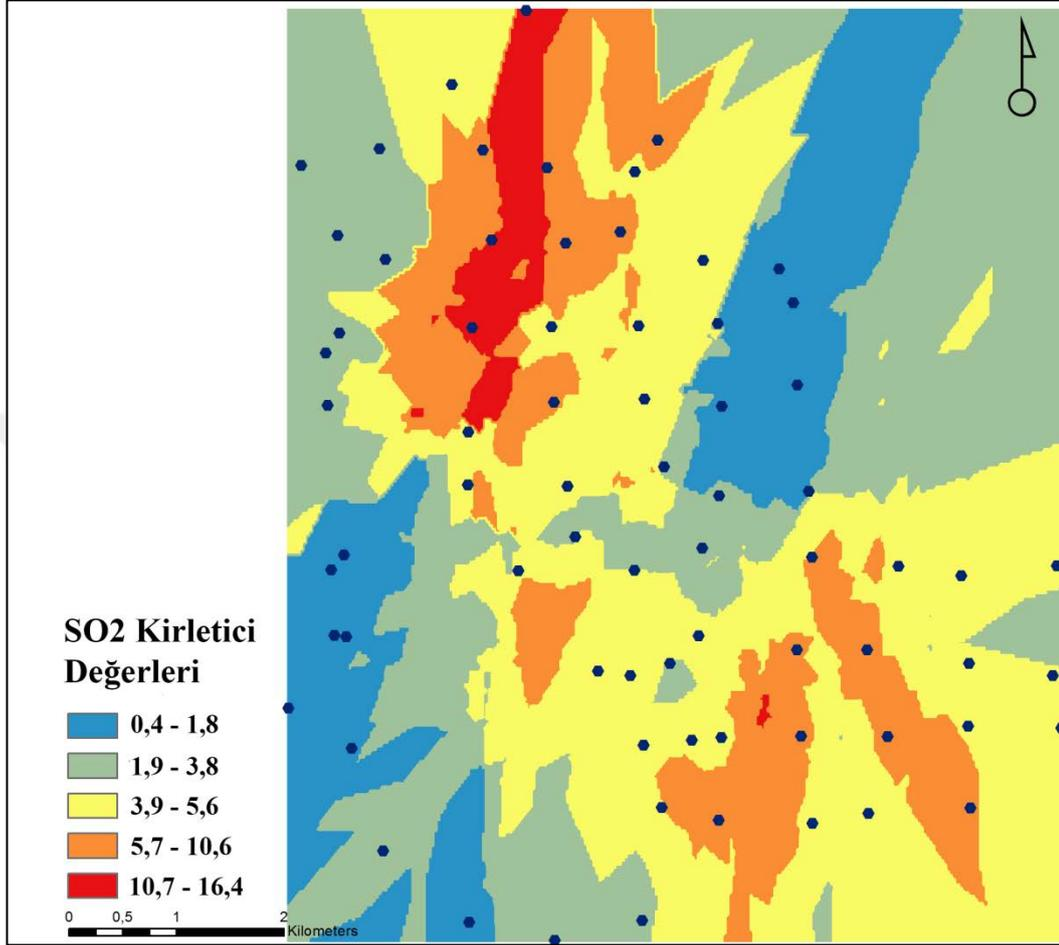 SO2 Kirletici
Değerleri
0,4 - 1,8
1,9 - 3,8
3,9 - 5,6
5,7 - 10,6
10,7 - 16,4
0 0,5 1 2
Kilometers